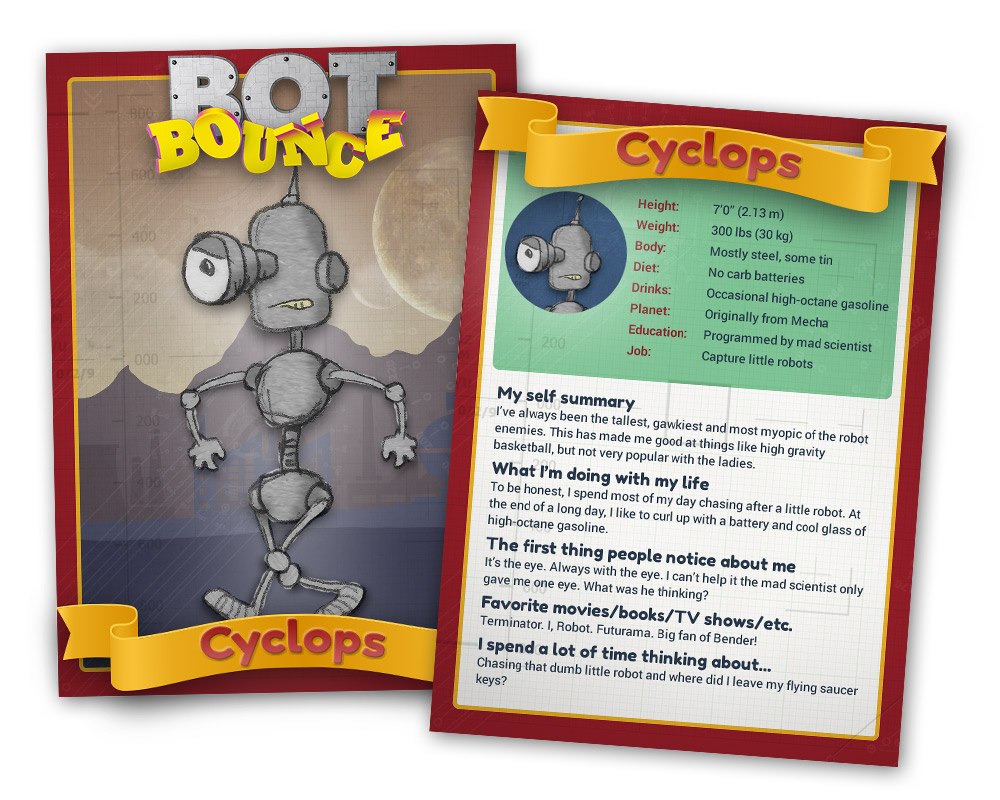 BOT
BOUNCE
800
600
400
200
000
200
400
Cyclops
Cyclops
Height: 7'0" (2.13 m)
Weight: 300 lbs (30 kg)
Body: Mostly steel, some tin
Diet: No carb batteries
Drinks: Occasional high-octane gasoline
Planet: Originally from Mecha
Education: Programmed by mad scientist
Job: Capture little robots
200
My self summary
I've always been the tallest, gawkiest and most myopic of the robot
enemies. This has made me good at things like high gravity
basketball, but not very popular with the ladies.
What I'm doing with my life
To be honest, I spend most of my day chasing after a little robot. At
the end of a long day, I like to curl up with a battery and cool glass of
high-octane gasoline.
The first thing people notice about me
It's the eye. Always with the eye. I can't help it the mad scientist only
gave me one eye. What was he thinking?
Favorite movies/books/TV shows/etc.
Terminator. I, Robot. Futurama. Big fan of Bender!
I spend a lot of time thinking about...
Chasing that dumb little robot and where did I leave my flying saucer
keys?